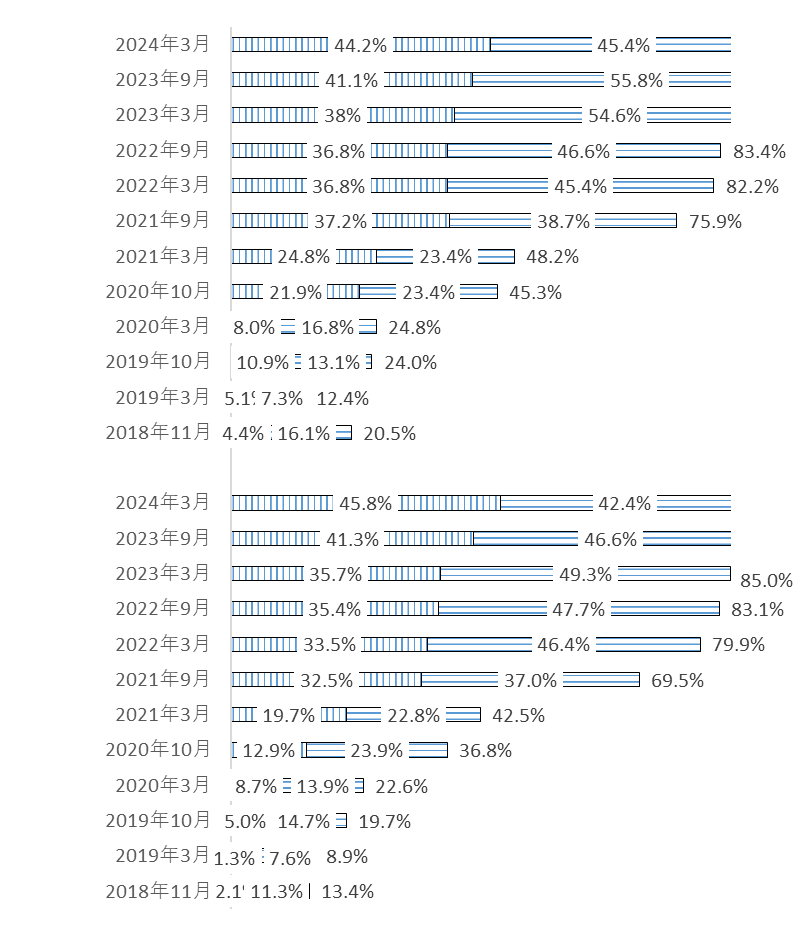 2024年3月 44.2% 45.4%
2023年9月 41.1% 55.8%
2023年3月 38% 54.6%
2022年9月 36.8% 46.6% 83.4%
2022年3月 36.8% 45.4% 82.2%
2021年9月 37.2% 38.7% 75.9%
2021年3月 24.8% 23.4% 48.2%
2020年10月 21.9% 23.4% 45.3%
2020年3月 8.0% 16.8% 24.8%
2019年10月 10.9% 13.1% 24.0%
2019年3月 5.1% 7.3% 12.4%
2018年11月 4.4% 16.1% 20.5%
2024年3月 45.8% 42.4%
2023年9月 41.3% 46.6%
2023年3月 35.7% 49.3% 85.0%
2022年9月 35.4% 47.7% 83.1%
2022年3月 33.5% 46.4% 79.9%
2021年9月 32.5% 37.0% 69.5%
2021年3月 19.7% 22.8% 42.5%
2020年10月 12.9% 23.9% 36.8%
2020年3月 8.7% 13.9% 22.6%
2019年10月 5.0% 14.7% 19.7%
2019年3月 1.3% 7.6% 8.9%
2018年11月 2.1% 11.3% 13.4%